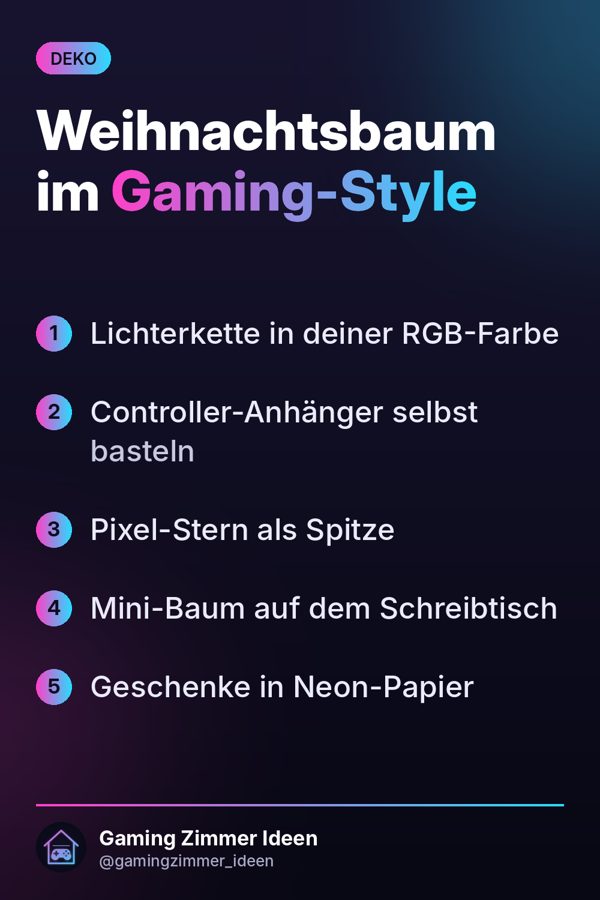 DEKO
Weihnachtsbaum
im Gaming-Style
1 Lichterkette in deiner RGB-Farbe
2 Controller-Anhänger selbst
basteln
3 Pixel-Stern als Spitze
4 Mini-Baum auf dem Schreibtisch
5 Geschenke in Neon-Papier
Gaming Zimmer Ideen
@gamingzimmer_ideen